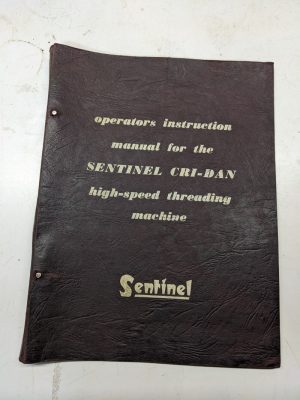 operators instruction
manual for the
SENTINEL CRI-DAN
high-speed threading
machine
Sentinel